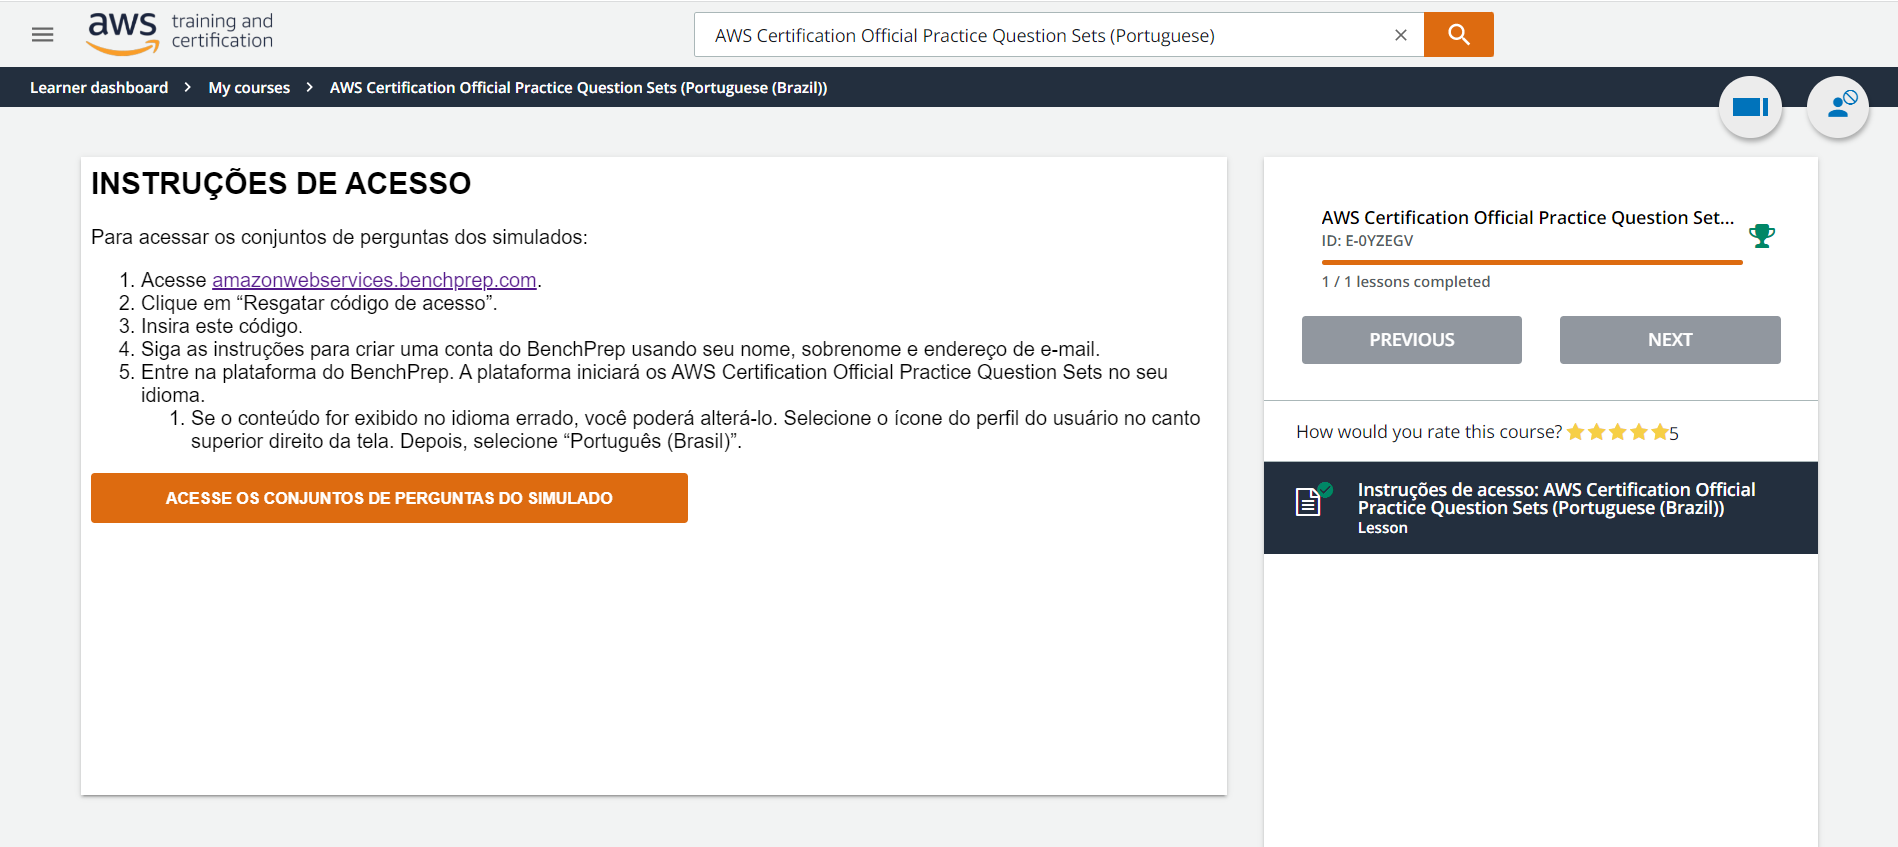 aws training and certification
AWS Certification Official Practice Question Sets (Portuguese)
Learner dashboard > My courses > AWS Certification Official Practice Question Sets (Portuguese (Brazil))
INSTRUÇÕES DE ACESSO
Para acessar os conjuntos de perguntas dos simulados:
1. Acesse amazonwebservices.benchprep.com.
2. Clique em “Resgatar código de acesso”.
3. Insira este código.
4. Siga as instruções para criar uma conta do BenchPrep usando seu nome, sobrenome e endereço de e-mail.
5. Entre na plataforma do BenchPrep. A plataforma iniciará os AWS Certification Official Practice Question Sets no seu
idioma.
1. Se o conteúdo for exibido no idioma errado, você poderá alterá-lo. Selecione o ícone do perfil do usuário no canto
superior direito da tela. Depois, selecione “Português (Brasil)”.
ACESSE OS CONJUNTOS DE PERGUNTAS DO SIMULADO
AWS Certification Official Practice Question Set...
ID: E-0YZEGV
1 / 1 lessons completed
PREVIOUS
NEXT
How would you rate this course? 5
Instruções de acesso: AWS Certification Official
Practice Question Sets (Portuguese (Brazil))
Lesson